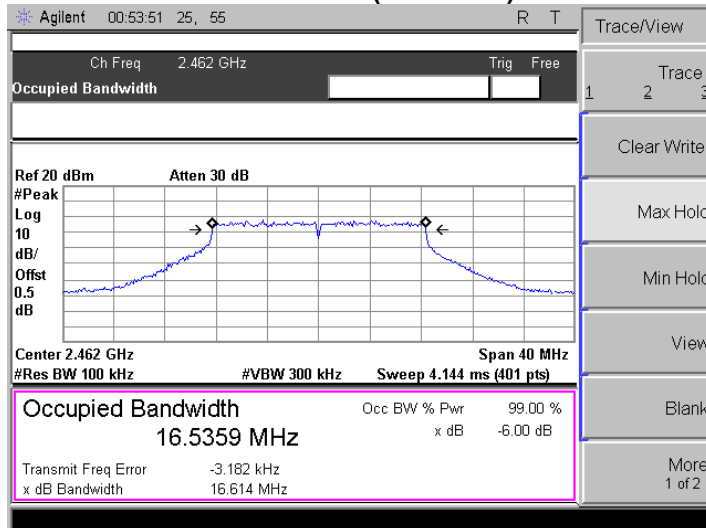 Agilent 00:53:51 25, 55 R T
Trace/View
Ch Freq 2.462 GHz Trig Free
Occupied Bandwidth
Trace
1 2 3
Clear Write
Ref 20 dBm Atten 30 dB
#Peak
Log
10
dB/
Offst
0.5
dB
Max Hold
Min Hold
Center 2.462 GHz Span 40 MHz
#Res BW 100 kHz #VBW 300 kHz Sweep 4.144 ms (401 pts)
View
Occupied Bandwidth Occ BW % Pwr 99.00 %
16.5359 MHz x dB -6.00 dB
Blank
Transmit Freq Error -3.182 kHz
x dB Bandwidth 16.614 MHz
More
1 of 2